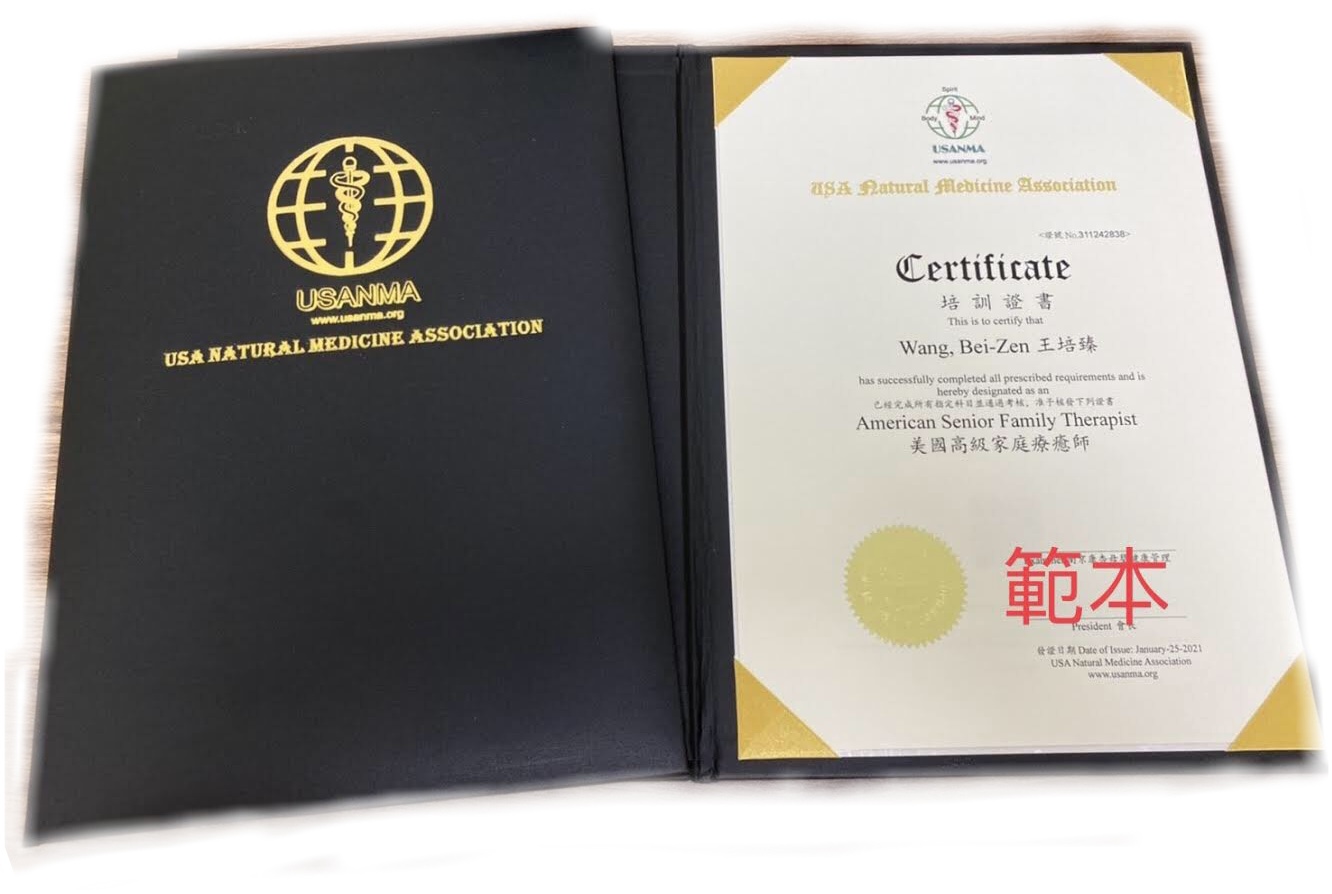 USANMA
www.usanma.org
USA NATURAL MEDICINE ASSOCIATION
Spirit
Body Mind
USANMA
www.usanma.org
USA Natural Medicine Association
<證號 No.311242838>
Certificate
培訓證書
This is to certify that
Wang, Bei-Zen 王培臻
has successfully completed all prescribed requirements and is
hereby designated as an
已經完成所有指定科目並通過考核，准予核發下列證書
American Senior Family Therapist
美國高級家庭療癒師
健康管理
範本
President 會長
發證日期 Date of Issue: January-25-2021
USA Natural Medicine Association
www.usanma.org